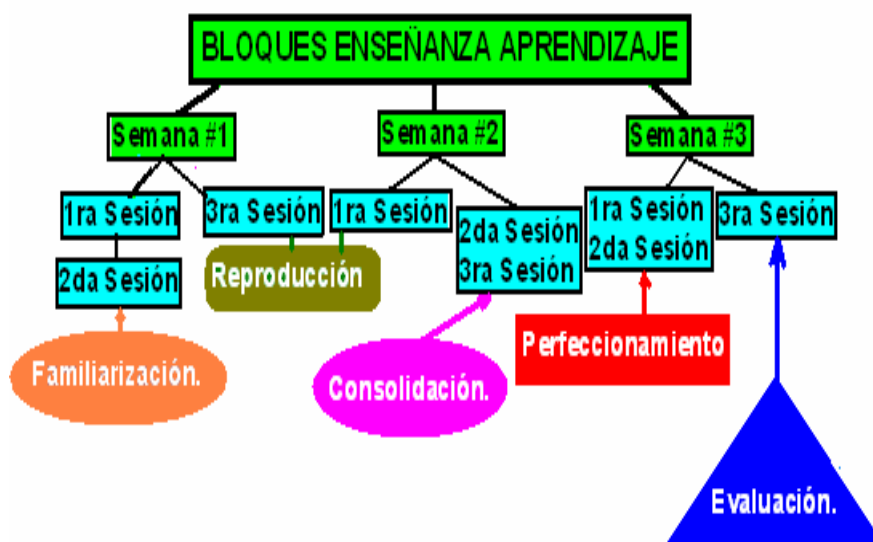 BLOQUES ENSEÑANZA APRENDIZAJE
Semana #1
Semana #2
Semana #3
1ra Sesión
3ra Sesión
1ra Sesión
2da Sesión
3ra Sesión
1ra Sesión
2da Sesión
3ra Sesión
2da Sesión
Reproducción
Familiarización.
Consolidación.
Perfeccionamiento
Evaluación.